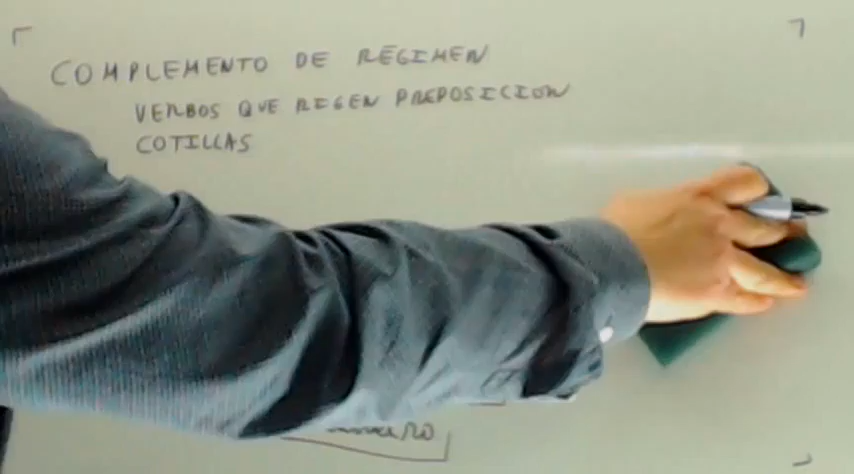 COMPLEMENTO DE REGIMEN
VERBOS QUE RIGEN PREPOSICION
COTILLAS